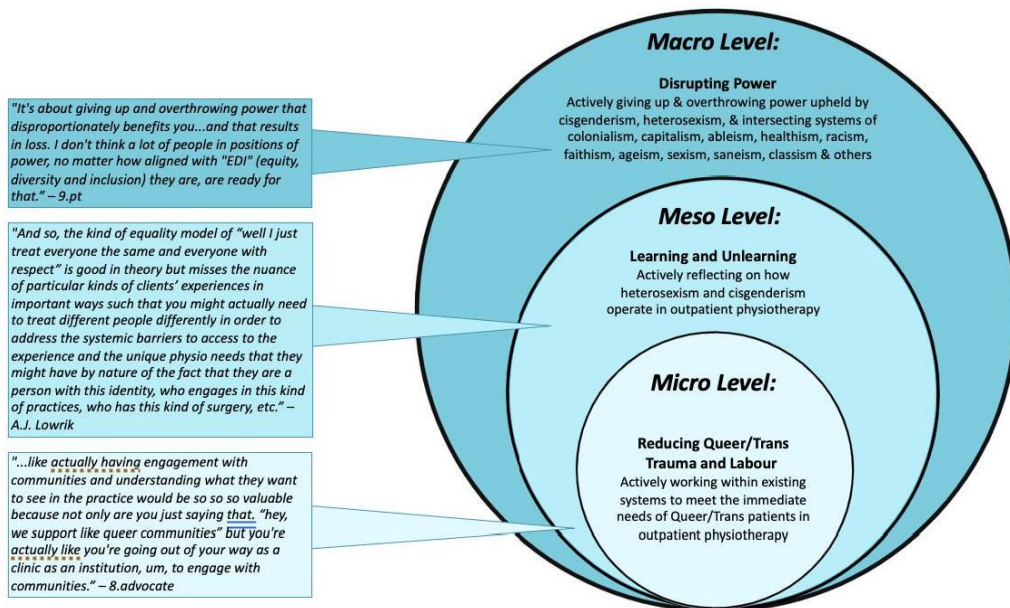 Macro Level:
Disrupting Power
Actively giving up & overthrowing power upheld by
cisgenderism, heterosexism, & intersecting systems of
colonialism, capitalism, ableism, healthism, racism,
faithism, ageism, sexism, saneism, classism & others
"It's about giving up and overthrowing power that
disproportionately benefits you...and that results
in loss. I don't think a lot of people in positions of
power, no matter how aligned with "EDI" (equity,
diversity and inclusion) they are, are ready for
that.” – 9.pt
Meso Level:
Learning and Unlearning
Actively reflecting on how
heterosexism and cisgenderism
operate in outpatient physiotherapy
"And so, the kind of equality model of “well I just
treat everyone the same and everyone with
respect” is good in theory but misses the nuance
of particular kinds of clients’ experiences in
important ways such that you might actually need
to treat different people differently in order to
address the systemic barriers to access to the
experience and the unique physio needs that they
might have by nature of the fact that they are a
person with this identity, who engages in this kind
of practices, who has this kind of surgery, etc.” –
A.J. Lowrik
Micro Level:
Reducing Queer/Trans
Trauma and Labour
Actively working within existing
systems to meet the immediate
needs of Queer/Trans patients in
outpatient physiotherapy
"...like actually having engagement with
communities and understanding what they want
to see in the practice would be so so so valuable
because not only are you just saying that, “hey,
we support like queer communities” but you're
actually like you're going out of your way as a
clinic as an institution, um, to engage with
communities.” – 8.advocate